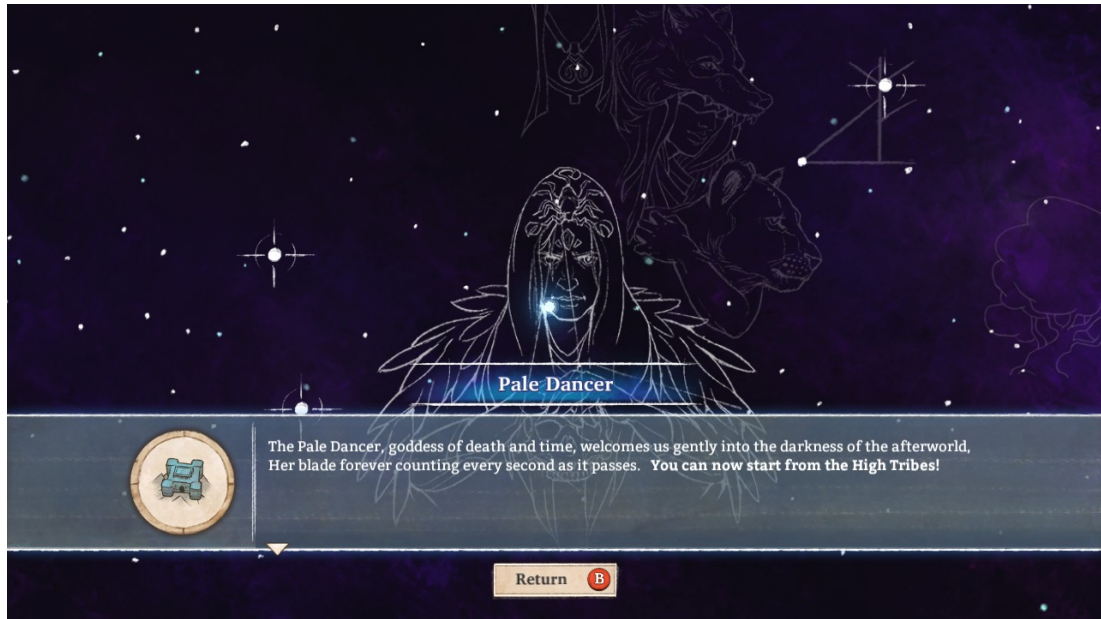 Pale Dancer
The Pale Dancer, goddess of death and time, welcomes us gently into the darkness of the afterworld,
Her blade forever counting every second as it passes. You can now start from the High Tribes!
Return B